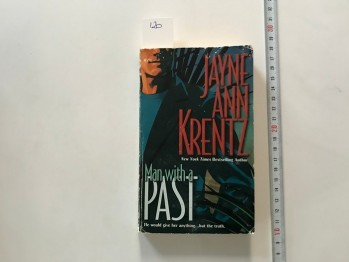 120
JAYNE
ANN
KRENTZ
New York Times Bestselling Author
Man with a
PAST
He would give her anything...but the truth.